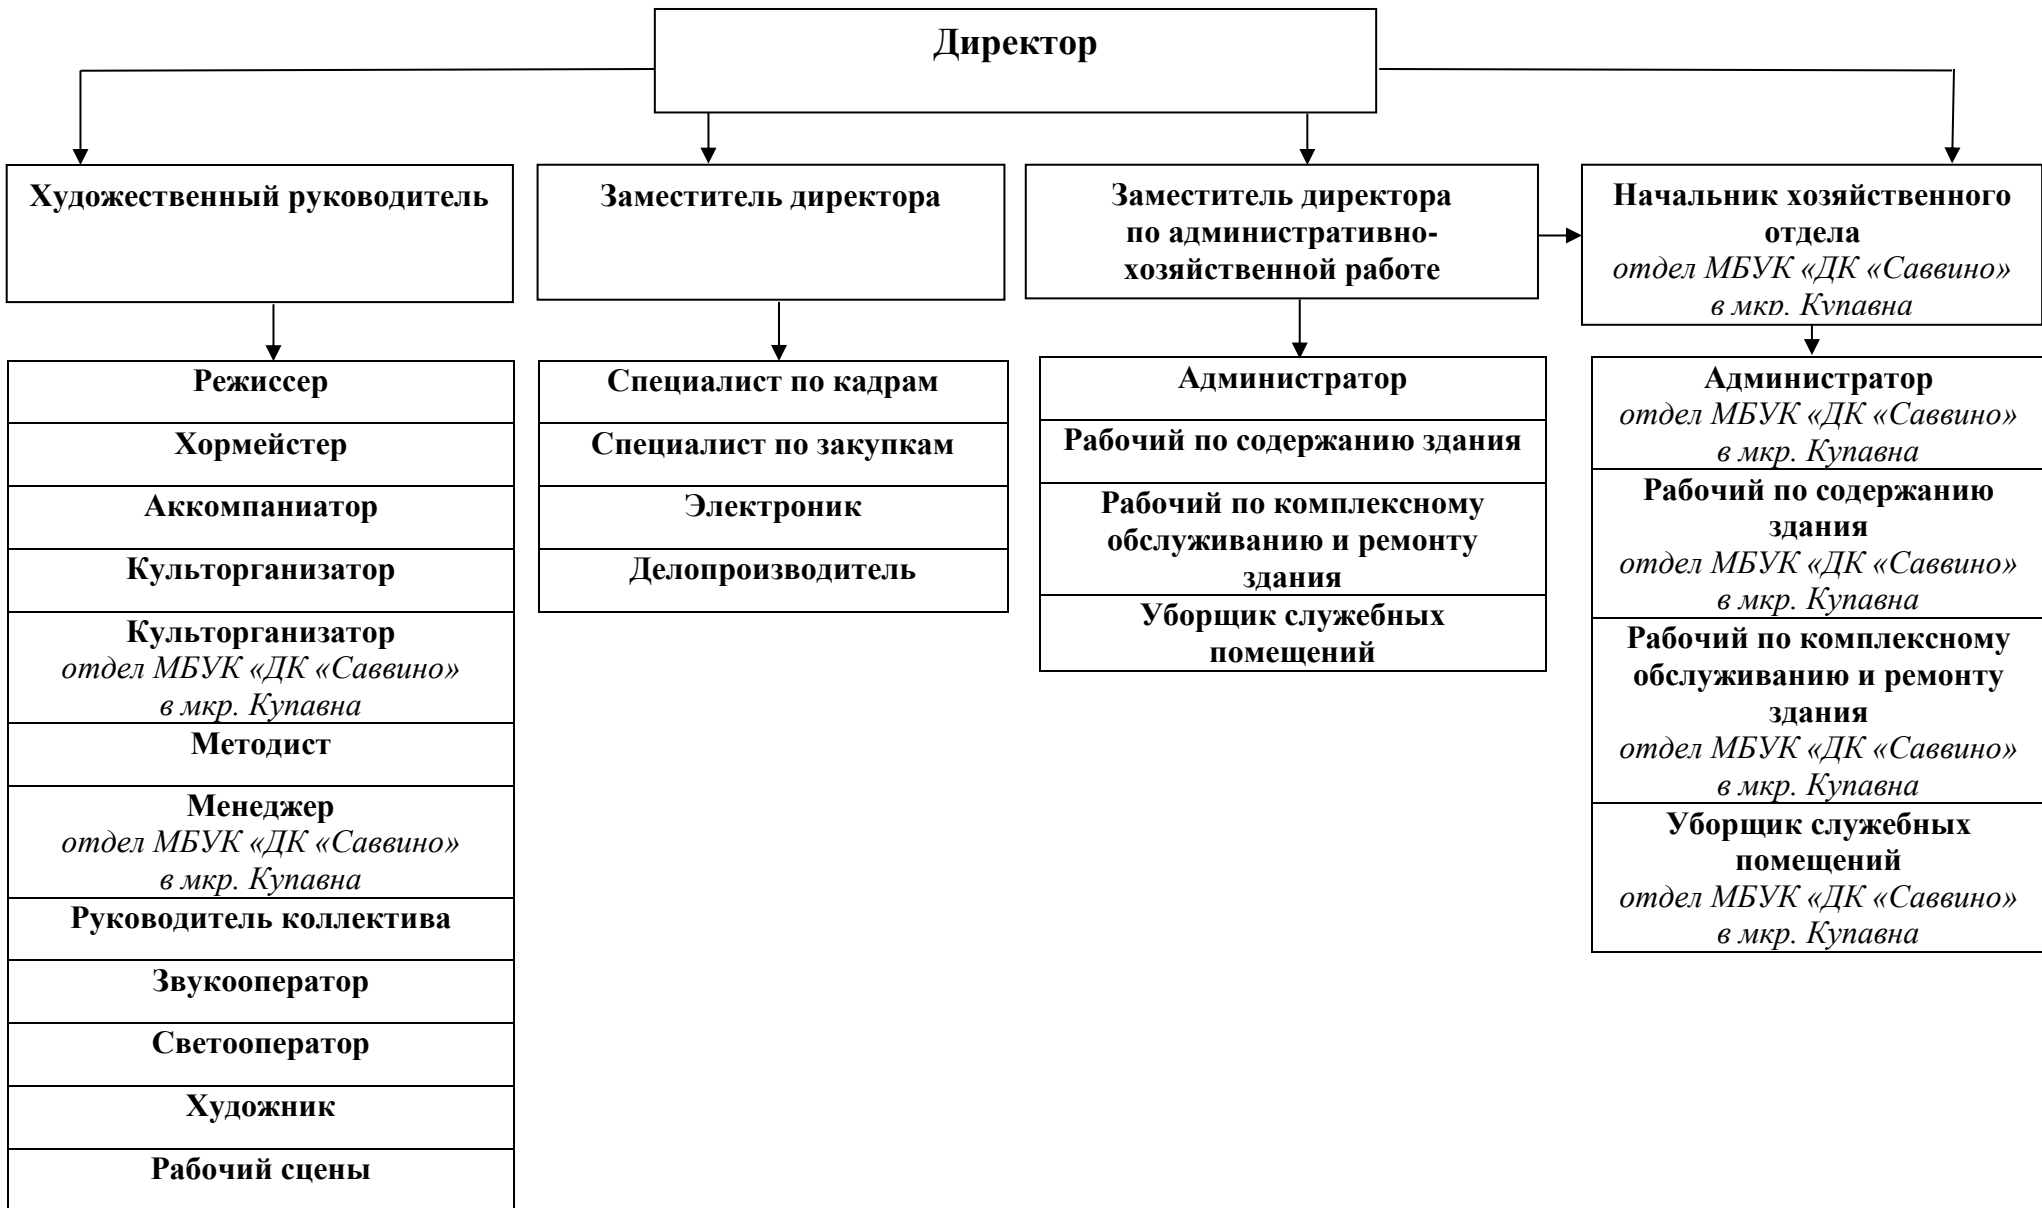 Директор
Художественный руководитель
Заместитель директора
Заместитель директора
по административно-
хозяйственной работе
Начальник хозяйственного
отдела
отдел МБУК «ДК «Саввино»
в мкр. Купавна
Режиссер
Хормейстер
Аккомпаниатор
Культорганизатор
Культорганизатор
отдел МБУК «ДК «Саввино»
в мкр. Купавна
Методист
Менеджер
отдел МБУК «ДК «Саввино»
в мкр. Купавна
Руководитель коллектива
Звукооператор
Светооператор
Художник
Рабочий сцены
Специалист по кадрам
Специалист по закупкам
Электроник
Делопроизводитель
Администратор
Рабочий по содержанию здания
Рабочий по комплексному
обслуживанию и ремонту
здания
Уборщик служебных
помещений
Администратор
отдел МБУК «ДК «Саввино»
в мкр. Купавна
Рабочий по содержанию
здания
отдел МБУК «ДК «Саввино»
в мкр. Купавна
Рабочий по комплексному
обслуживанию и ремонту
здания
отдел МБУК «ДК «Саввино»
в мкр. Купавна
Уборщик служебных
помещений
отдел МБУК «ДК «Саввино»
в мкр. Купавна